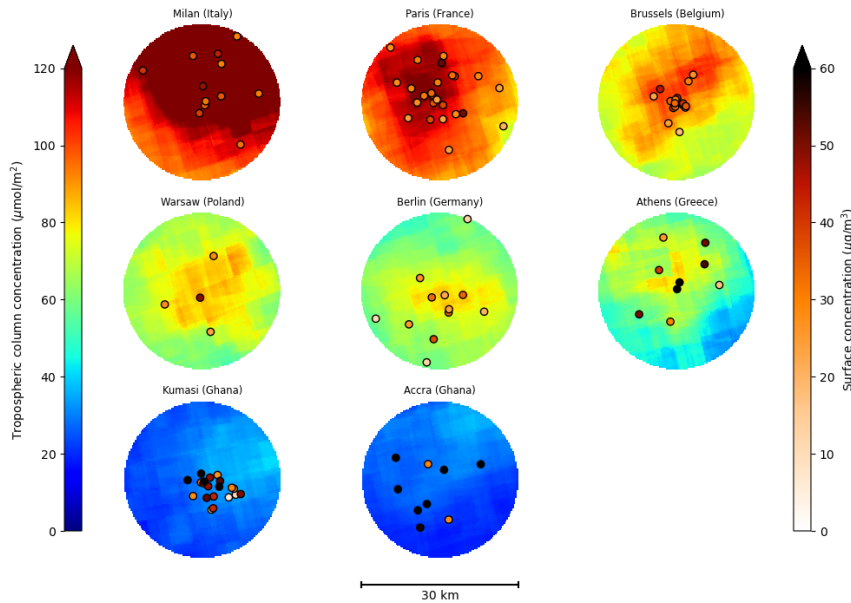 Milan (Italy)
Paris (France)
Brussels (Belgium)
Tropospheric column concentration (μmol/m²)
120
100
80
60
40
20
0
Surface concentration (μg/m³)
60
50
40
30
20
10
0
Warsaw (Poland)
Berlin (Germany)
Athens (Greece)
Kumasi (Ghana)
Accra (Ghana)
30 km